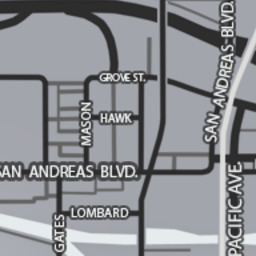 SAN ANDREAS BLVD.
GROVE ST.
MASON
HAWK
SAN ANDREAS BLVD.
LOMBARD
GATES
PACIFIC AVE.